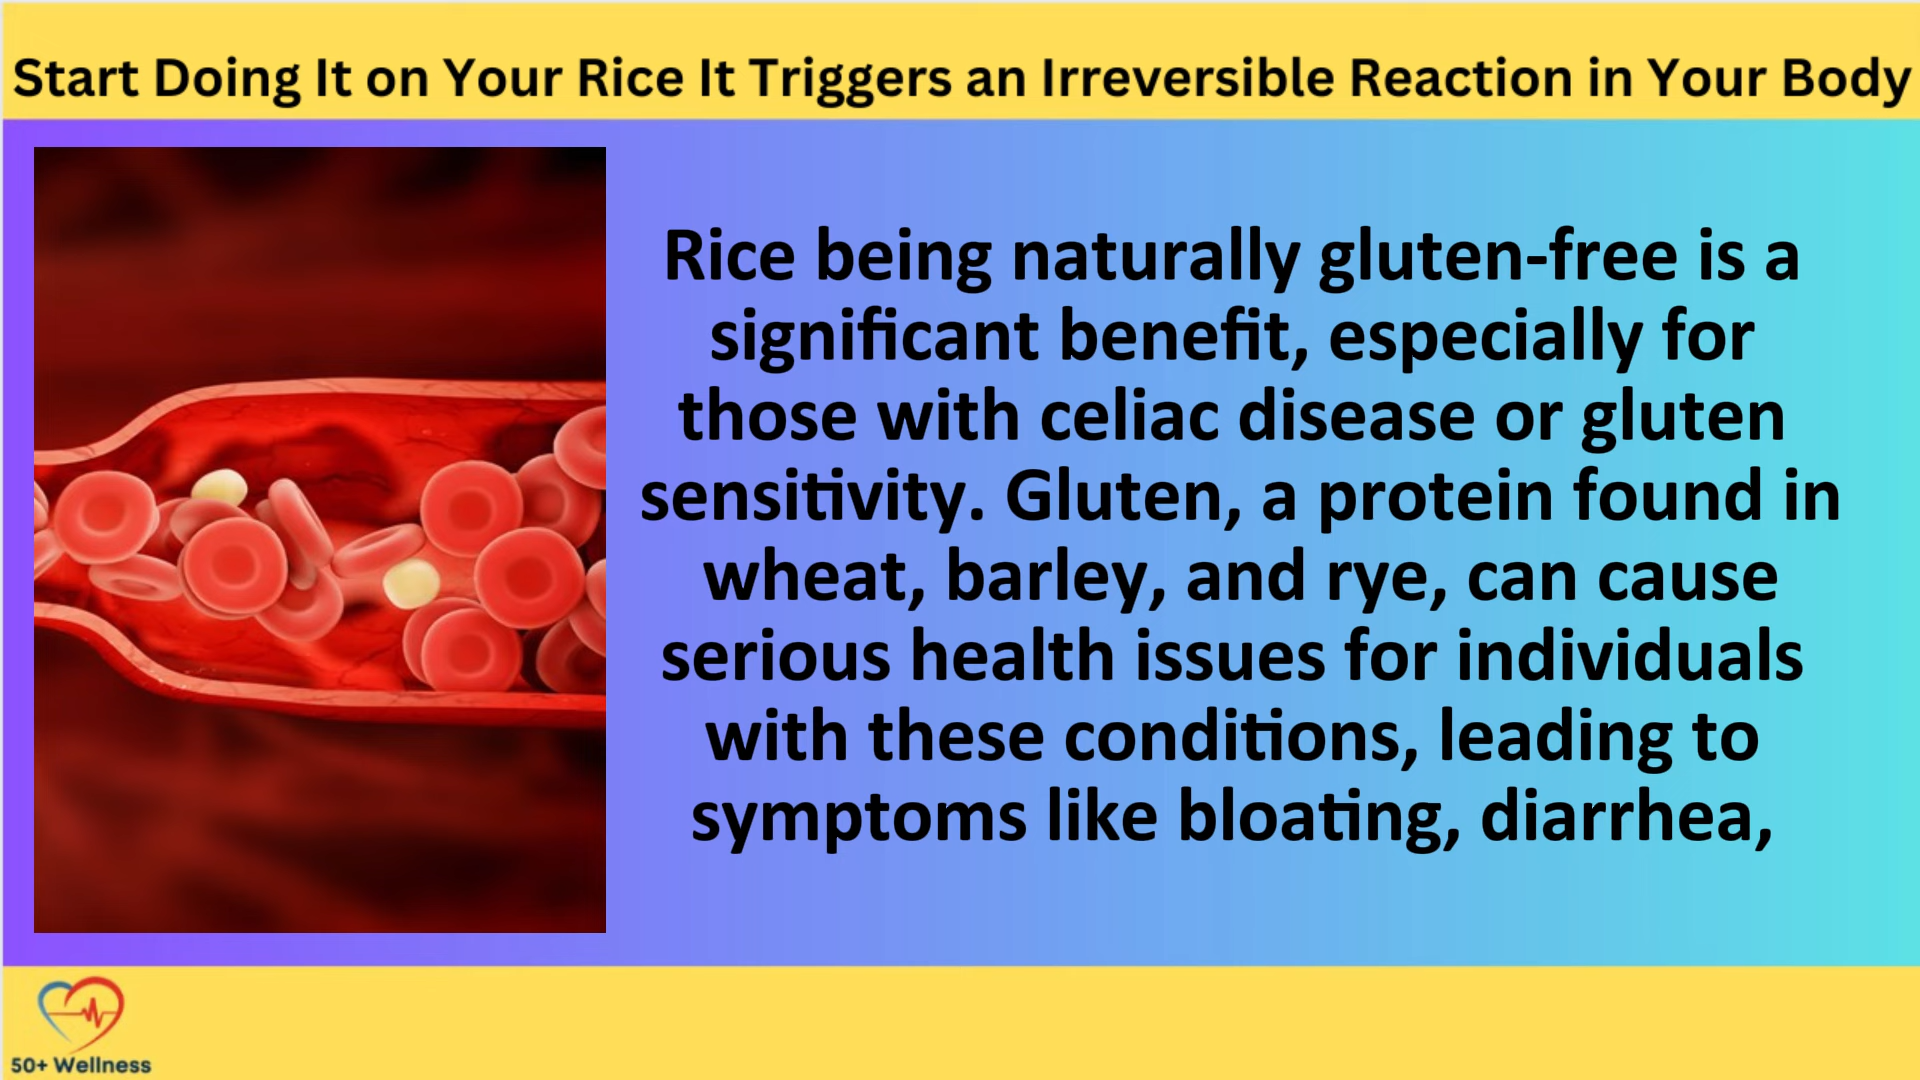 Start Doing It on Your Rice It Triggers an Irreversible Reaction in Your Body
Rice being naturally gluten-free is a
significant benefit, especially for
those with celiac disease or gluten
sensitivity. Gluten, a protein found in
wheat, barley, and rye, can cause
serious health issues for individuals
with these conditions, leading to
symptoms like bloating, diarrhea,
50+ Wellness